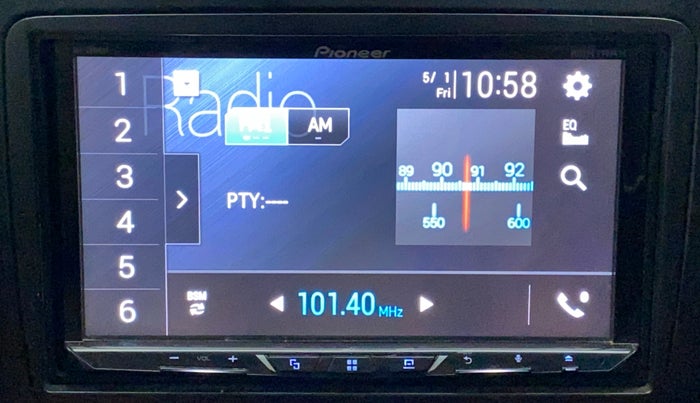 Pioneer
1
Radio
5/ 1
Fri
10:58
2
AM
EQ
3
89 90 91 92
PTY:----
4
550 600
5
6
BSM
101.40 MHz
- VOL +